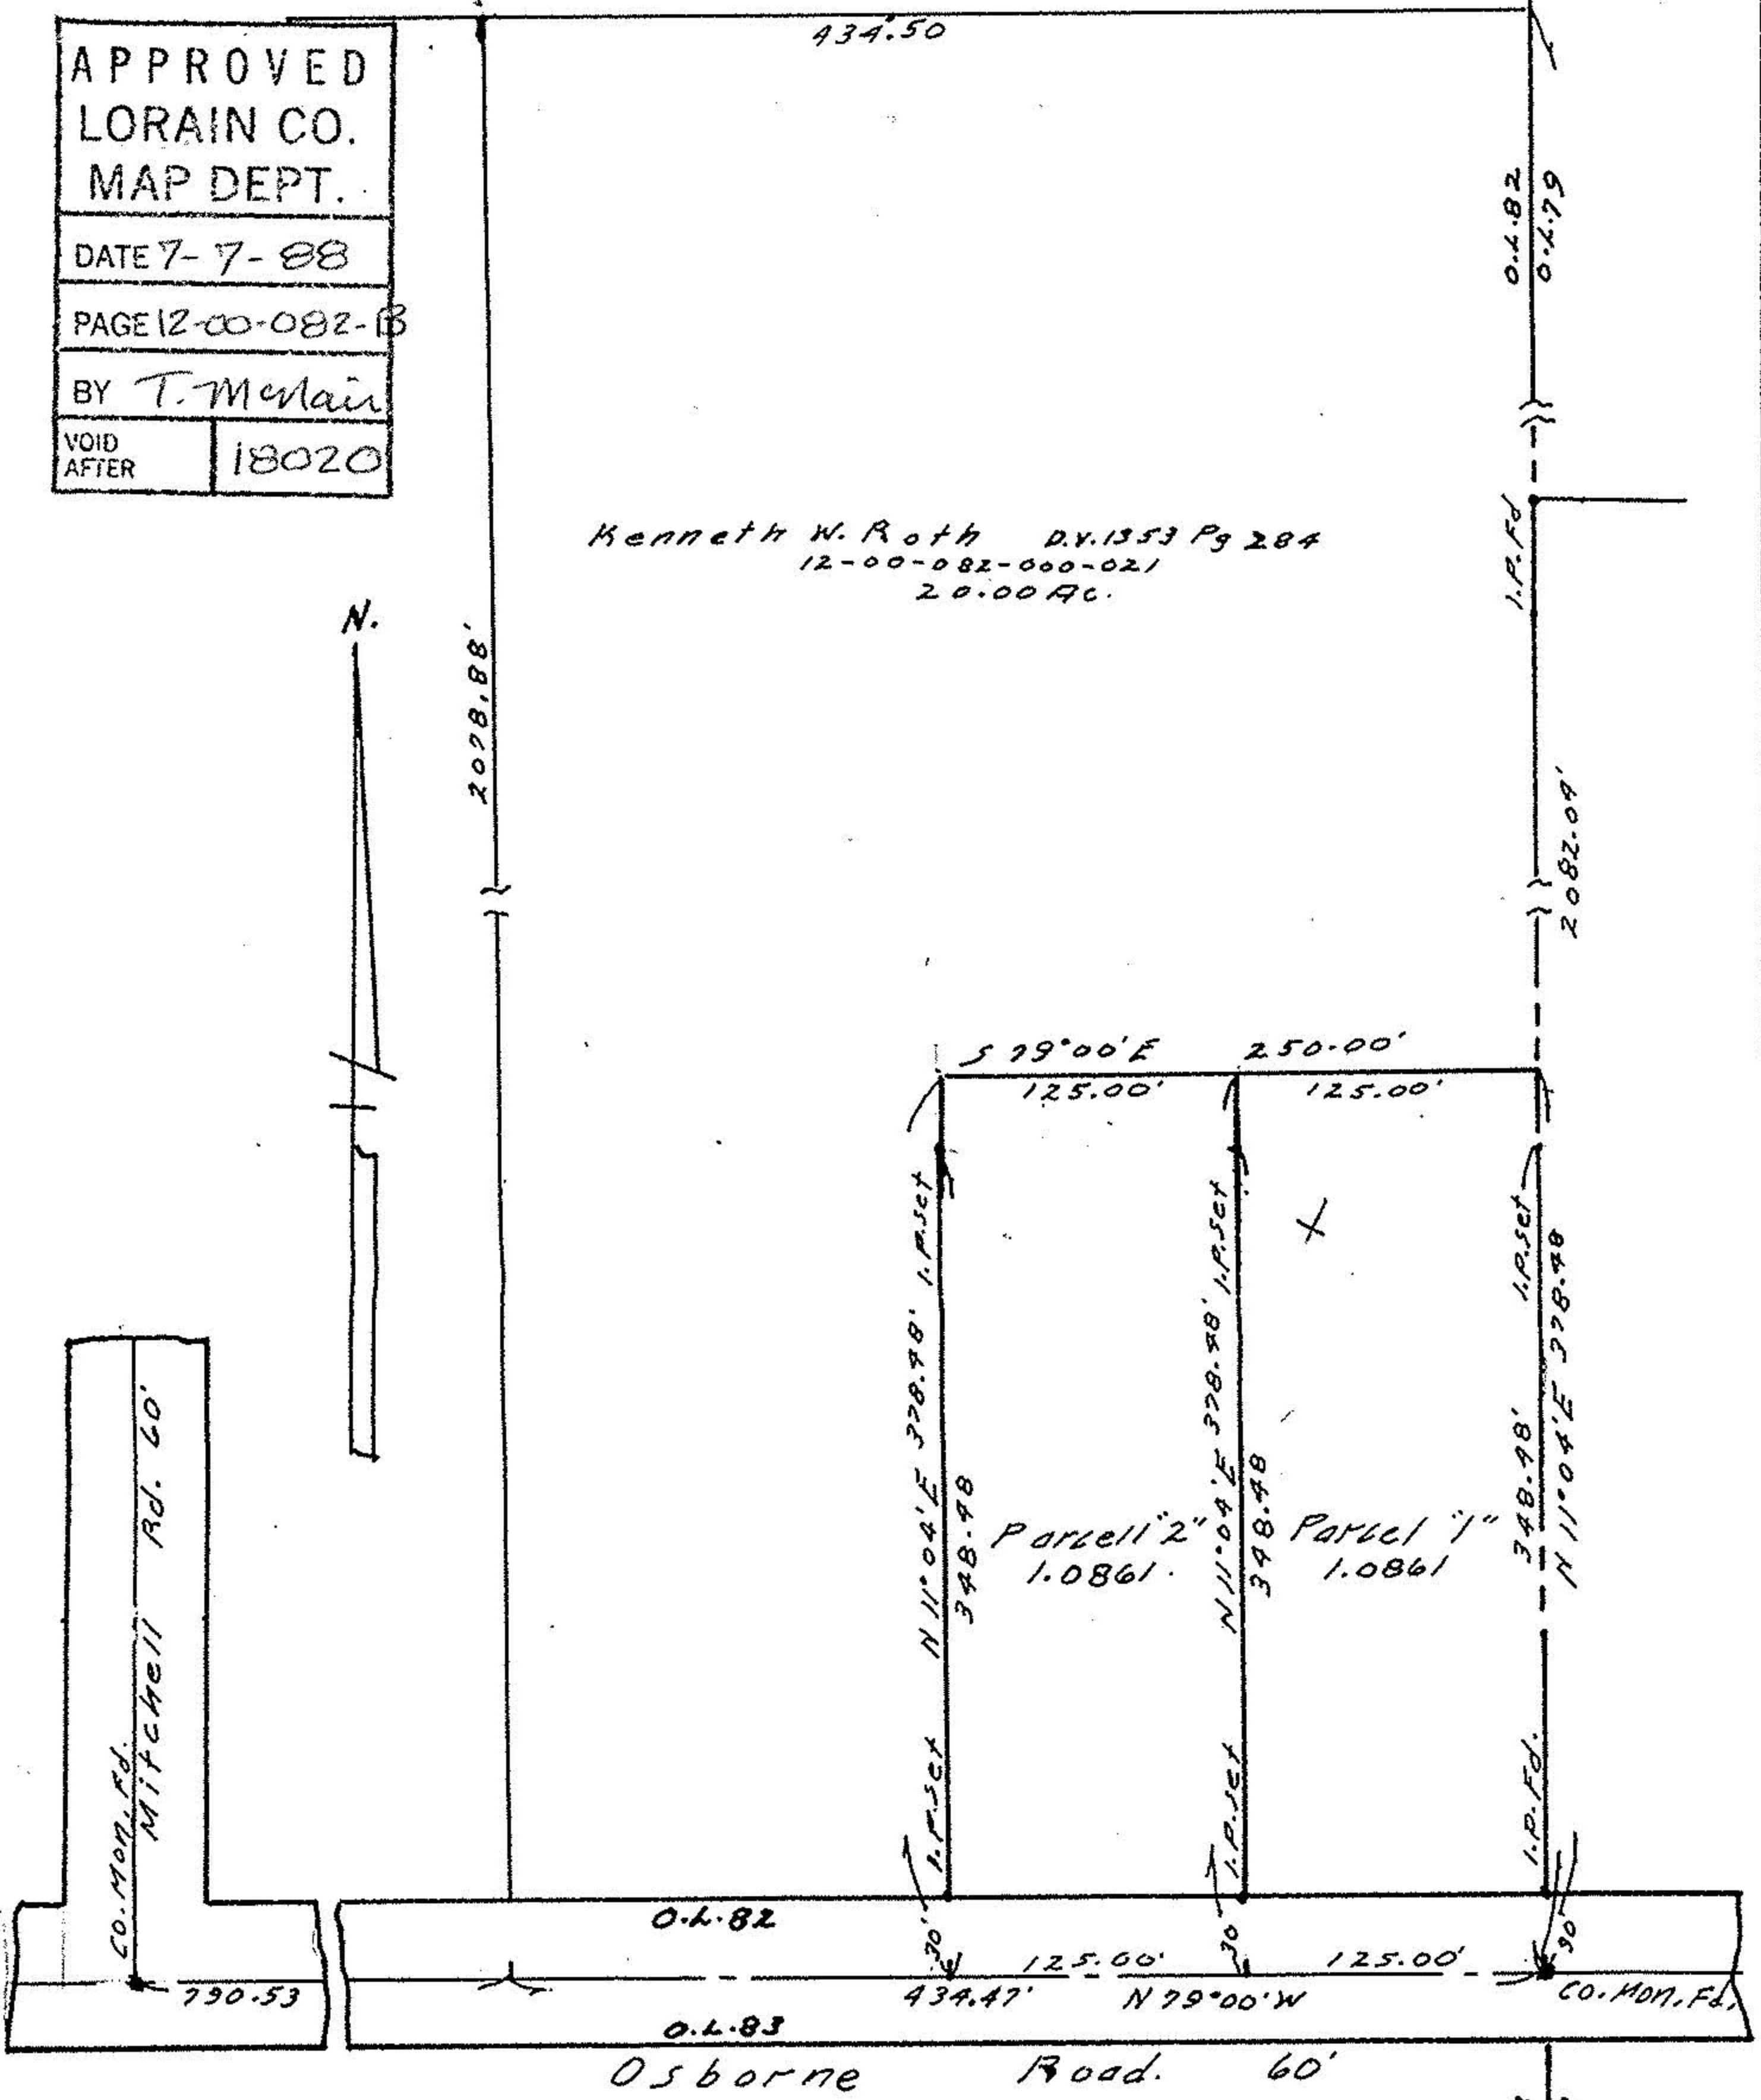 434.50
APPROVED
LORAIN CO.
MAP DEPT.
DATE 7-7-88
PAGE 12-00-082-B
BY T. McNair
VOID AFTER 18020
O.L.82
O.L.79
Kenneth W. Roth D.V.1353 Pg 284
12-00-082-000-021
20.00 Ac.
I.P.Fd
N.
2078.88'
2082.04'
S 79°00'E 250.00'
125.00' 125.00'
N 11°04'E 378.48' I.P.set
348.48
I.P.set
N 11°04'E 378.48' I.P.set
348.48
I.P.set
348.48' I.P.set
N 11°04'E 378.48
I.P.Fd.
Parcell "2"
1.0861.
Parcel "1"
1.0861
Mitchell Rd. 60'
Co.Mon.Fd.
O.L.82
30' 30' 30'
125.00' 125.00'
790.53
434.47' N 79°00'W
Co.Mon.Fd.
O.L.83
Osborne Road. 60'